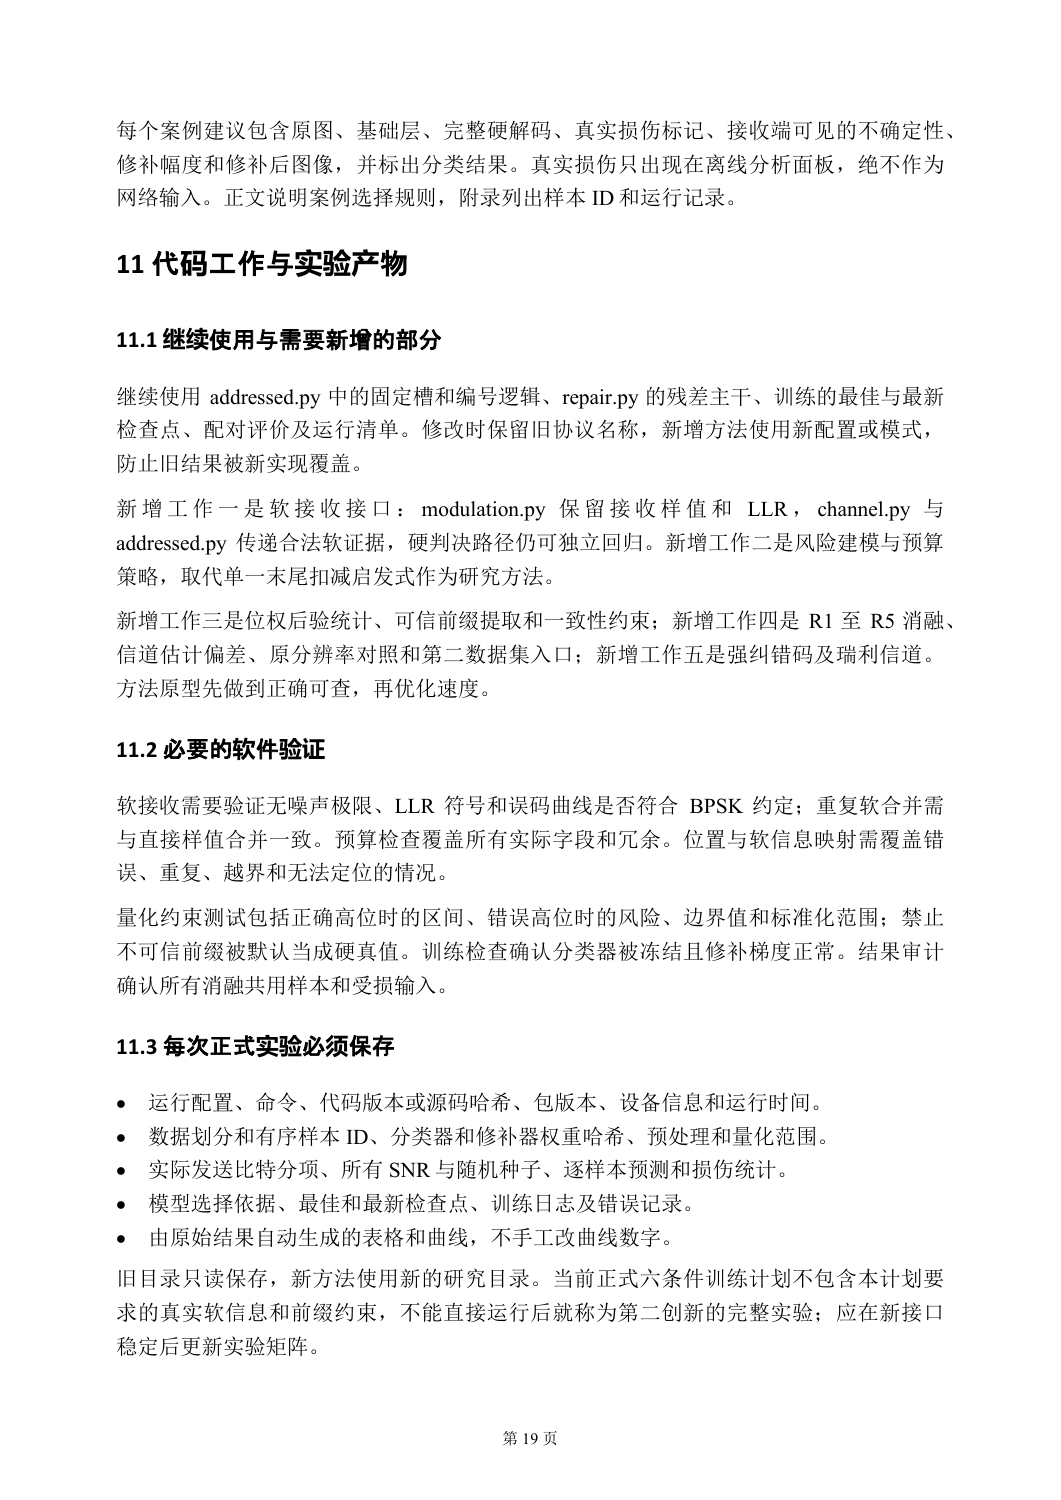 每个案例建议包含原图、基础层、完整硬解码、真实损伤标记、接收端可见的不确定性、
修补幅度和修补后图像，并标出分类结果。真实损伤只出现在离线分析面板，绝不作为
网络输入。正文说明案例选择规则，附录列出样本 ID 和运行记录。
11 代码工作与实验产物
11.1 继续使用与需要新增的部分
继续使用 addressed.py 中的固定槽和编号逻辑、repair.py 的残差主干、训练的最佳与最新
检查点、配对评价及运行清单。修改时保留旧协议名称，新增方法使用新配置或模式，
防止旧结果被新实现覆盖。
新增工作一是软接收接口：modulation.py 保留接收样值和 LLR，channel.py 与
addressed.py 传递合法软证据，硬判决路径仍可独立回归。新增工作二是风险建模与预算
策略，取代单一末尾扣减启发式作为研究方法。
新增工作三是位权后验统计、可信前缀提取和一致性约束；新增工作四是 R1 至 R5 消融、
信道估计偏差、原分辨率对照和第二数据集入口；新增工作五是强纠错码及瑞利信道。
方法原型先做到正确可查，再优化速度。
11.2 必要的软件验证
软接收需要验证无噪声极限、LLR 符号和误码曲线是否符合 BPSK 约定；重复软合并需
与直接样值合并一致。预算检查覆盖所有实际字段和冗余。位置与软信息映射需覆盖错
误、重复、越界和无法定位的情况。
量化约束测试包括正确高位时的区间、错误高位时的风险、边界值和标准化范围；禁止
不可信前缀被默认当成硬真值。训练检查确认分类器被冻结且修补梯度正常。结果审计
确认所有消融共用样本和受损输入。
11.3 每次正式实验必须保存
• 运行配置、命令、代码版本或源码哈希、包版本、设备信息和运行时间。
• 数据划分和有序样本 ID、分类器和修补器权重哈希、预处理和量化范围。
• 实际发送比特分项、所有 SNR 与随机种子、逐样本预测和损伤统计。
• 模型选择依据、最佳和最新检查点、训练日志及错误记录。
• 由原始结果自动生成的表格和曲线，不手工改曲线数字。
旧目录只读保存，新方法使用新的研究目录。当前正式六条件训练计划不包含本计划要
求的真实软信息和前缀约束，不能直接运行后就称为第二创新的完整实验；应在新接口
稳定后更新实验矩阵。
第 19 页